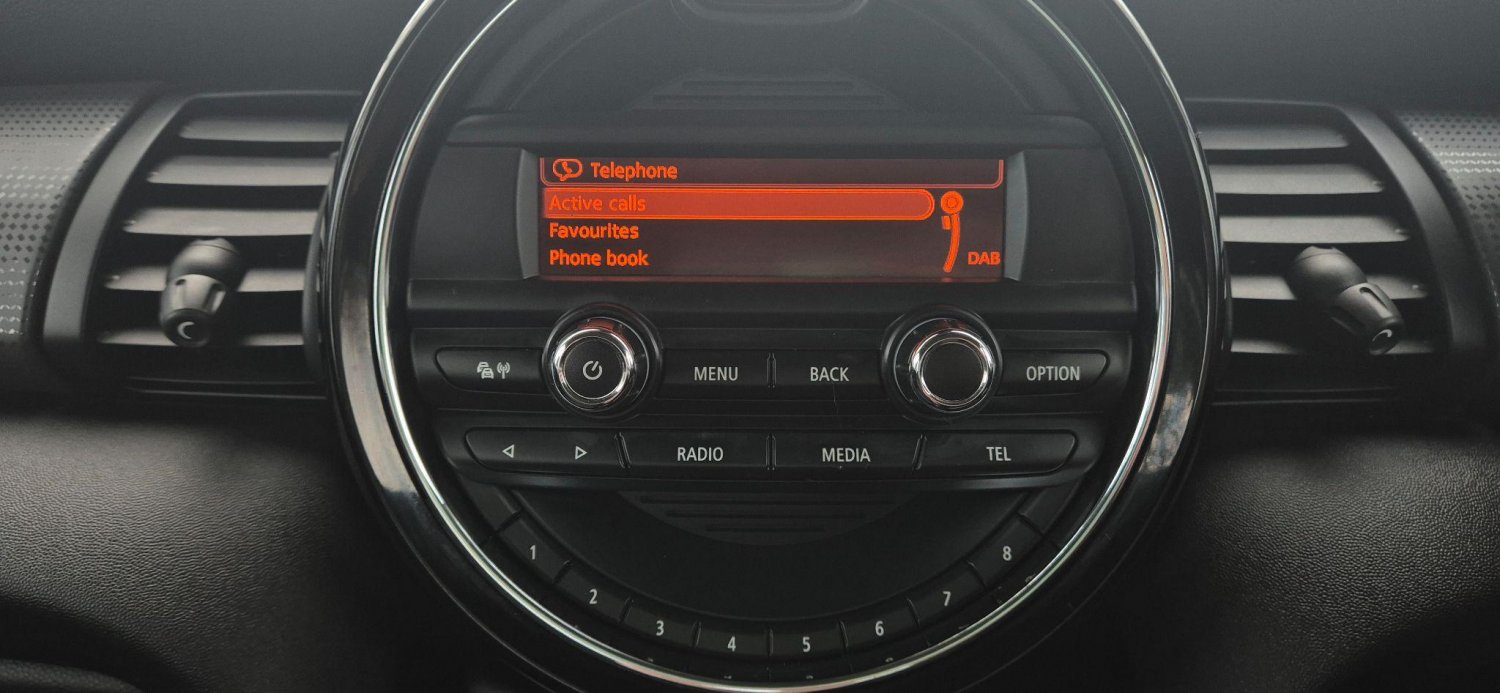 Telephone
Active calls
Favourites
Phone book
DAB
MENU
BACK
OPTION
RADIO
MEDIA
TEL
1
2
3
4
5
6
7
8